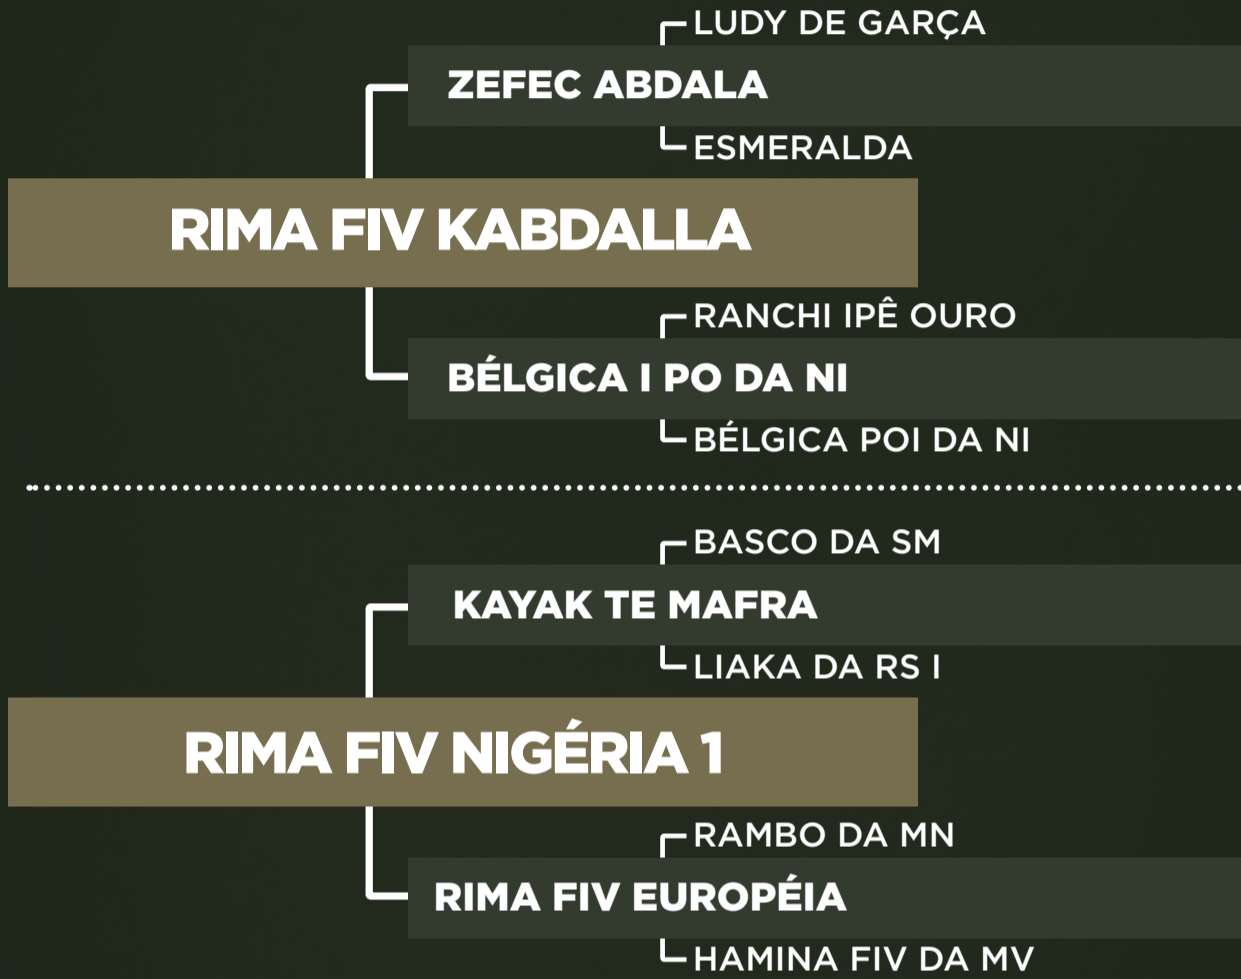 LUDY DE GARÇA
ZEFEC ABDALA
ESMERALDA
RIMA FIV KABDALLA
RANCHI IPÊ OURO
BÉLGICA I PO DA NI
BÉLGICA POI DA NI
BASCO DA SM
KAYAK TE MAFRA
LIAKA DA RS I
RIMA FIV NIGÉRIA 1
RAMBO DA MN
RIMA FIV EUROPÉIA
HAMINA FIV DA MV